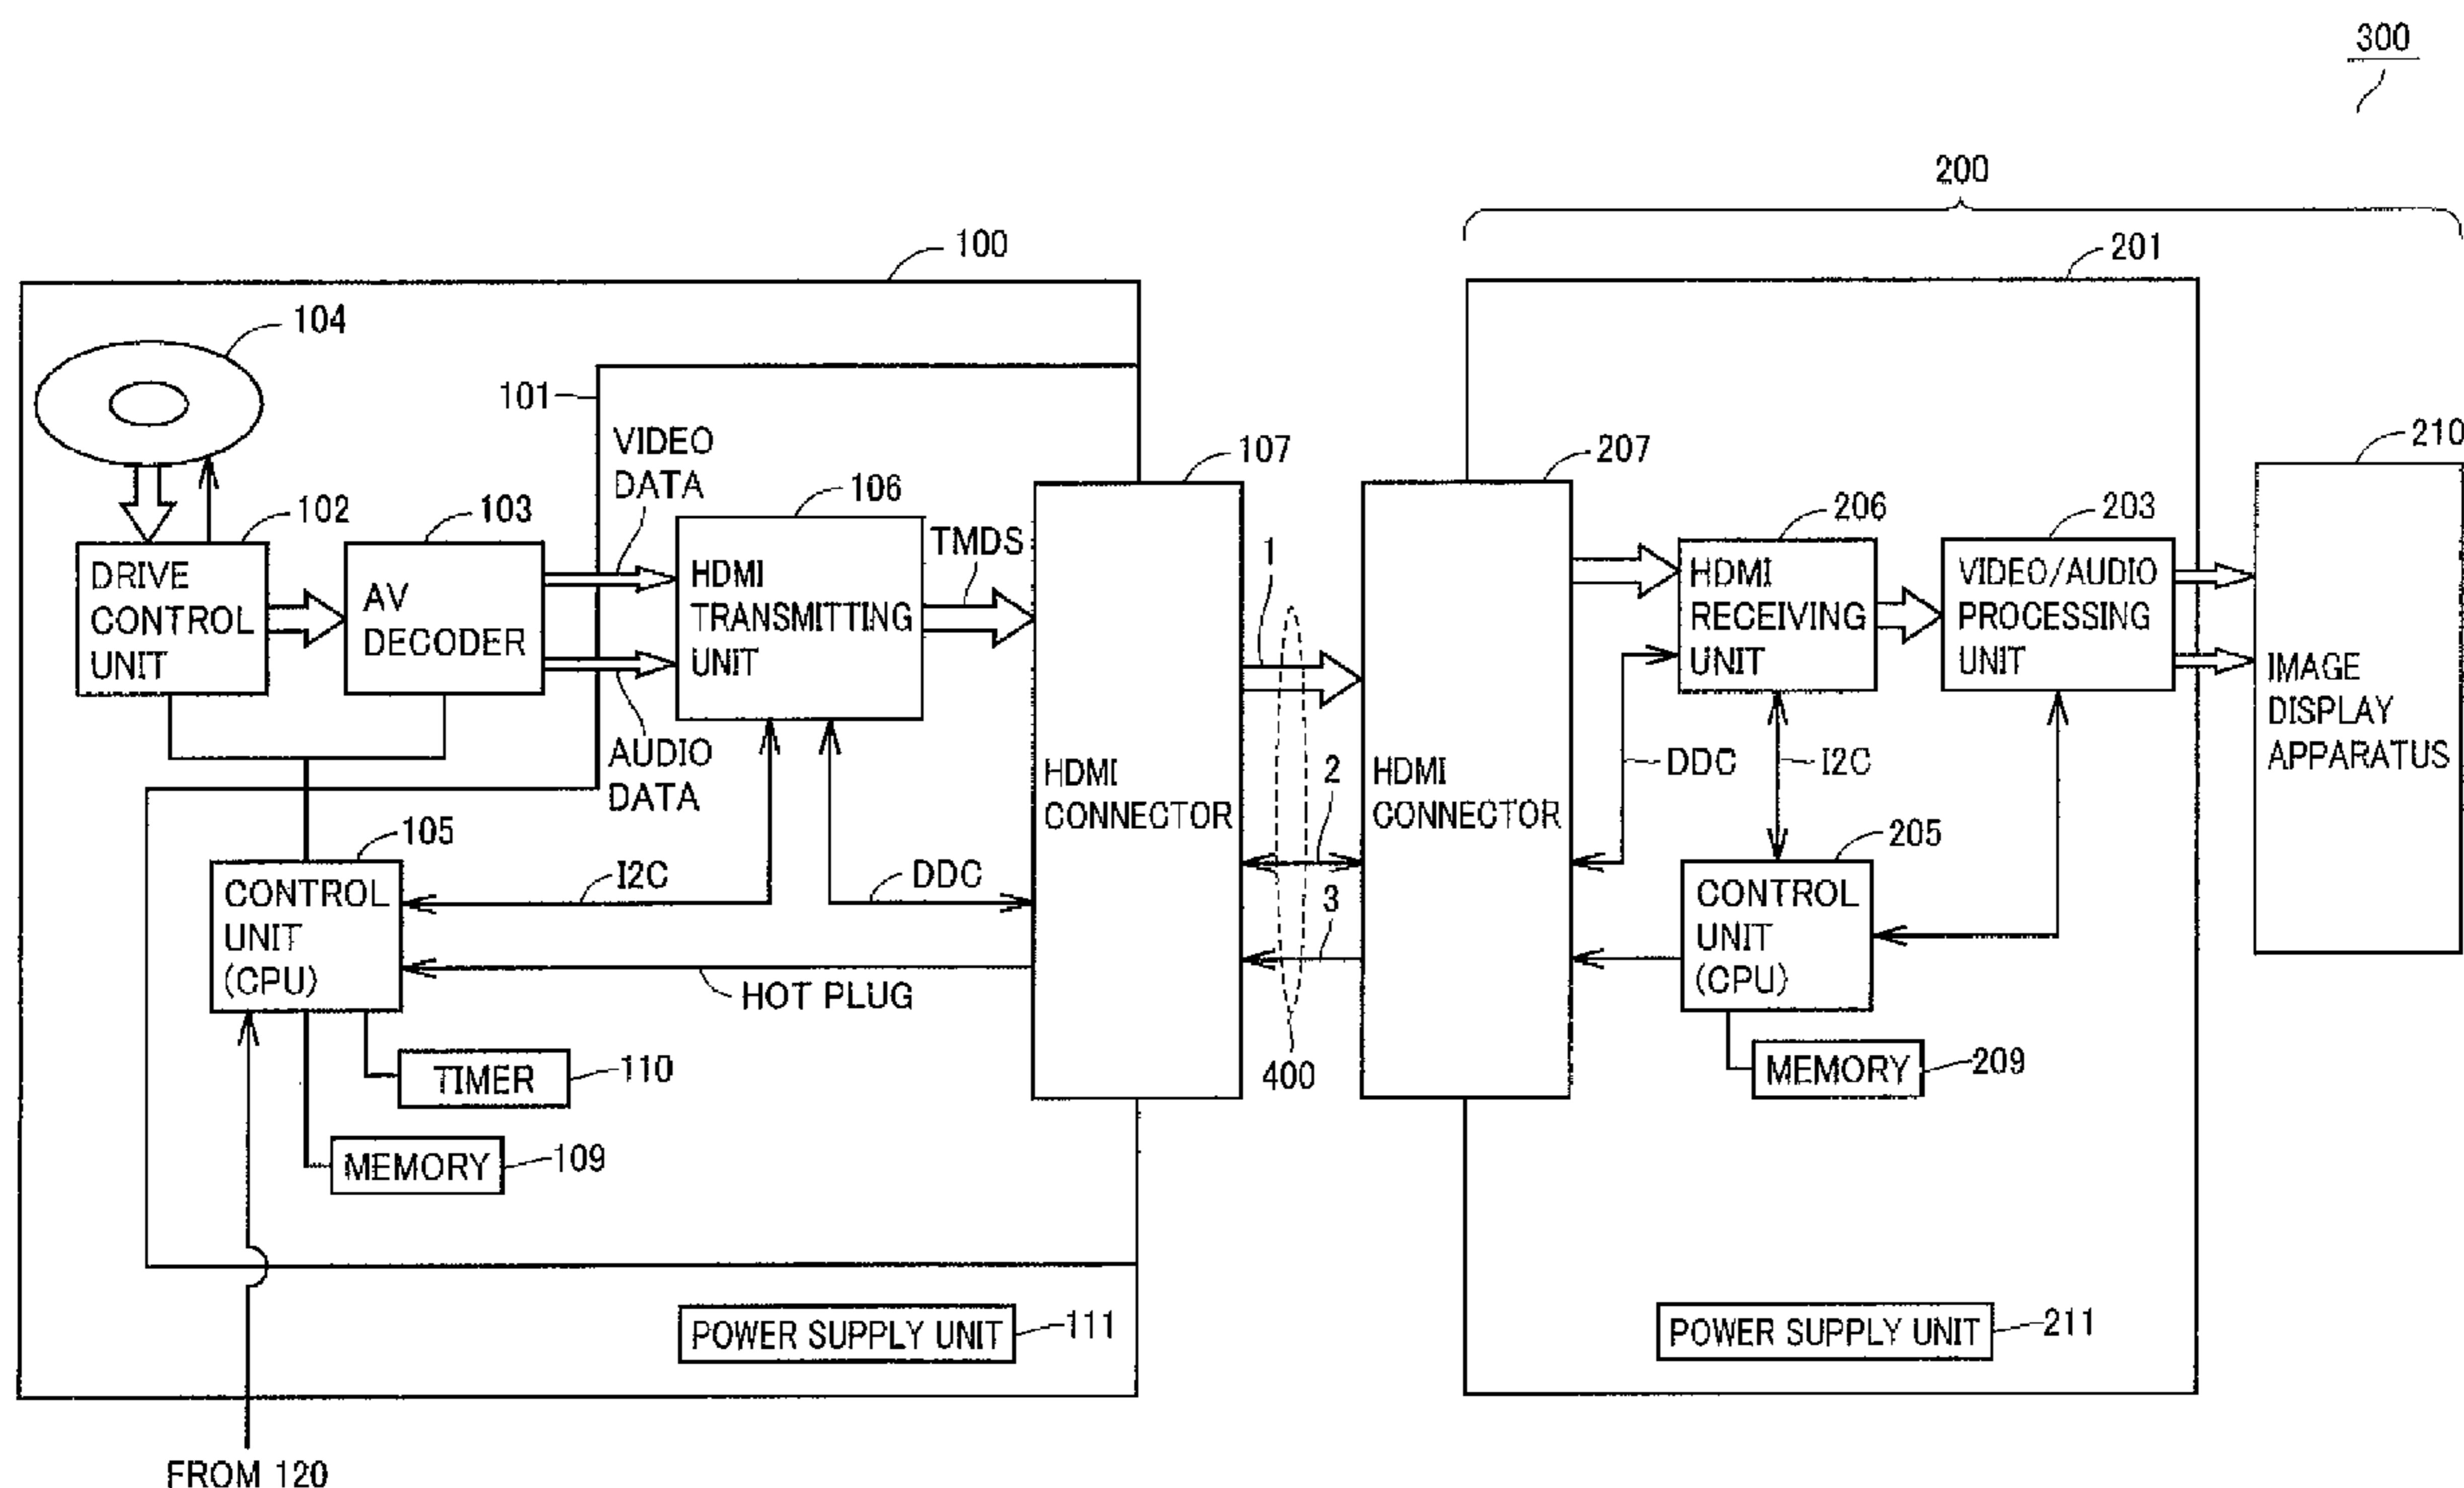 300
200
100
201
104
101
VIDEO
DATA
107
207
210
106
206
203
102
103
TMDS
1
DRIVE
CONTROL
UNIT
AV
DECODER
HDMI
TRANSMITTING
UNIT
HDMI
RECEIVING
UNIT
VIDEO/AUDIO
PROCESSING
UNIT
IMAGE
DISPLAY
APPARATUS
AUDIO
DATA
HDMI
CONNECTOR
2
HDMI
CONNECTOR
DDC
I2C
105
205
CONTROL
UNIT
(CPU)
I2C
DDC
3
CONTROL
UNIT
(CPU)
HOT PLUG
TIMER
110
400
MEMORY
209
MEMORY
109
POWER SUPPLY UNIT
111
POWER SUPPLY UNIT
211
FROM 120